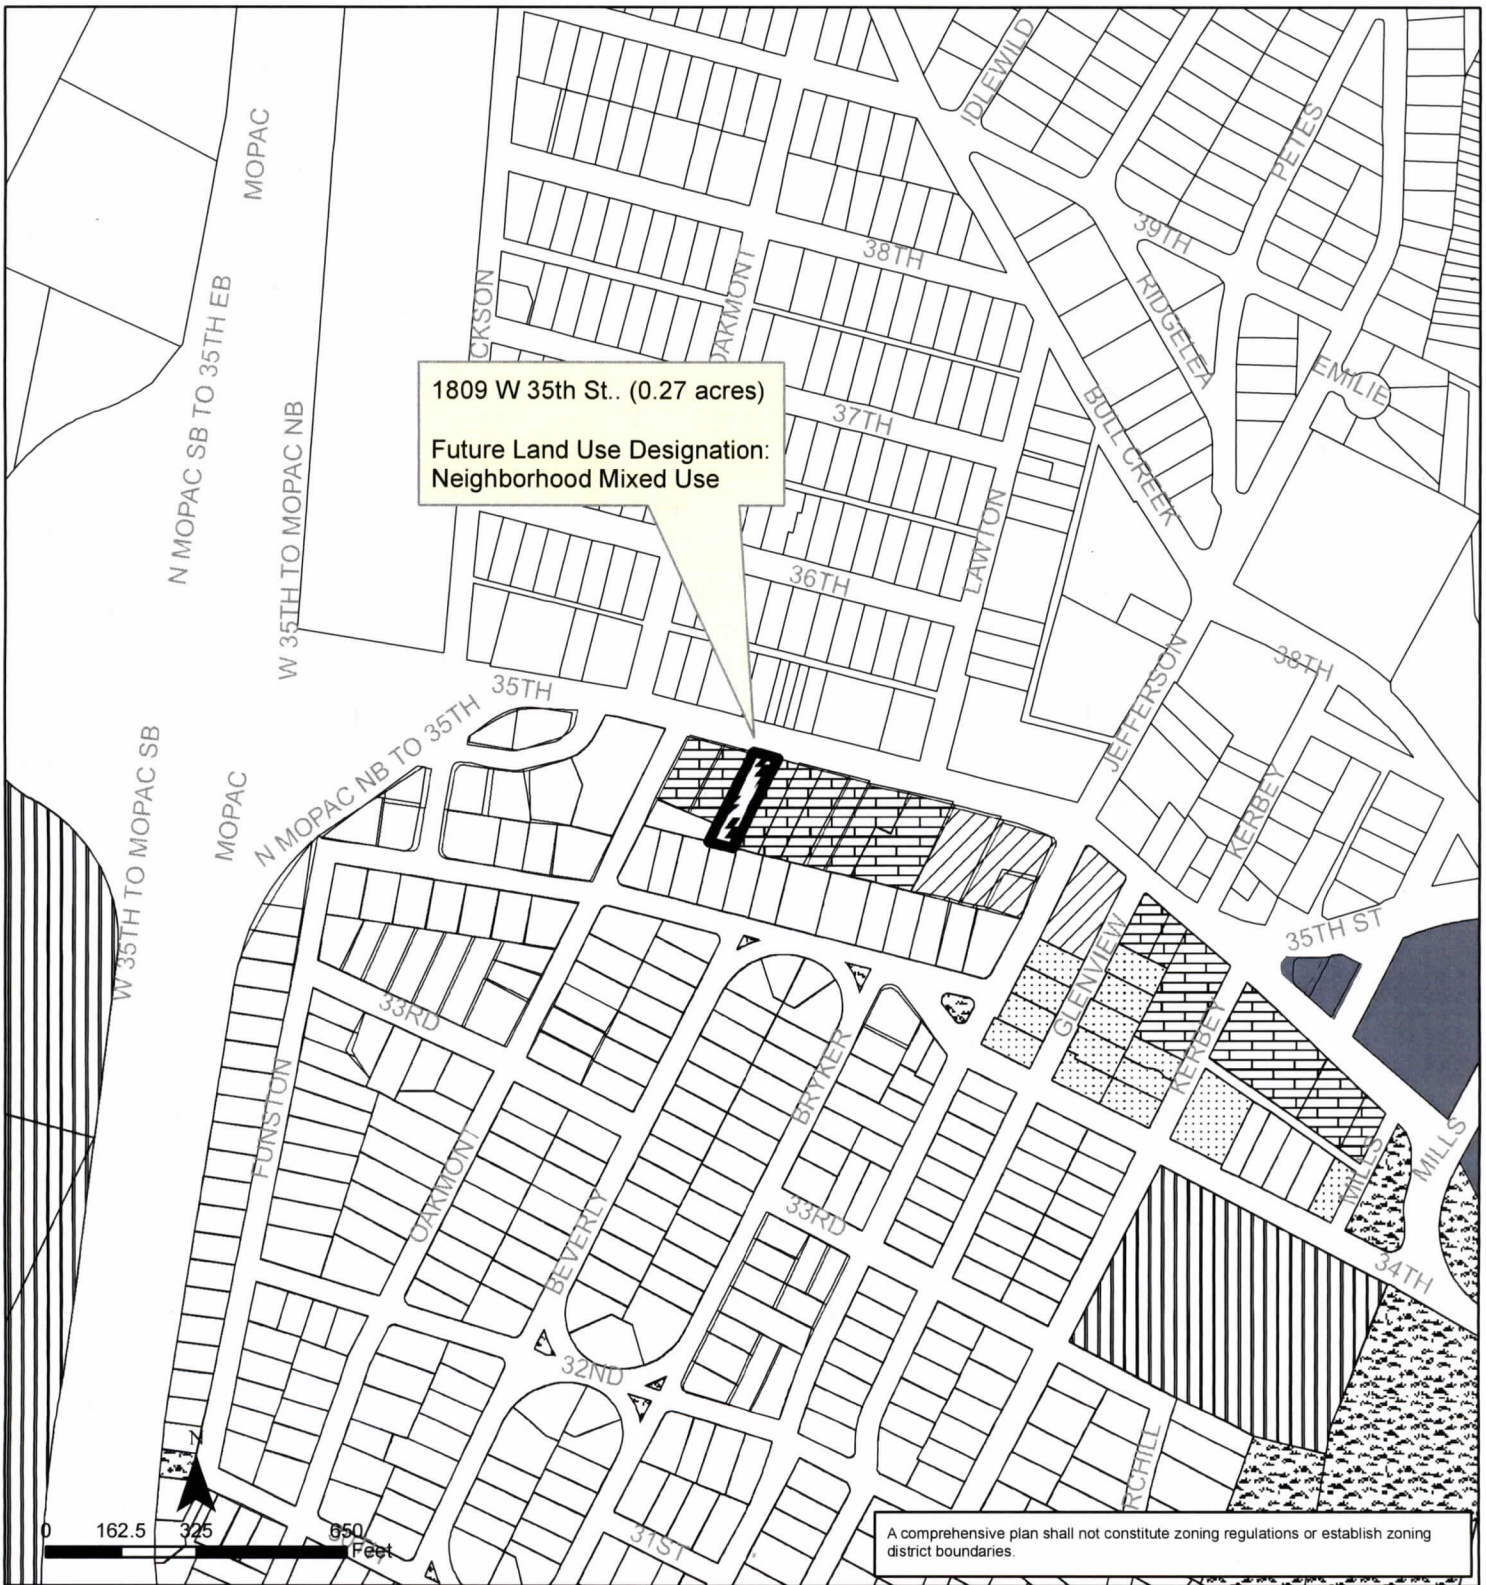 IDLEWILD
MOPAC
PETES
39TH
38TH
RIDGELEA
OAKMONT
CKSON
N MOPAC SB TO 35TH EB
EMILIE
1809 W 35th St.. (0.27 acres)
Future Land Use Designation:
Neighborhood Mixed Use
37TH
BULL CREEK
W 35TH TO MOPAC NB
LAWTON
36TH
JEFFERSON
38TH
35TH
N MOPAC NB TO 35TH
W 35TH TO MOPAC SB
MOPAC
KERBEY
35TH ST
GLENVIEW
33RD
KERBEY
BRYKER
FUNSTON
OAKMONT
MILLS
MILLS
BEVERLY
33RD
34TH
32ND
RCHILL
N
0 162.5 325 650
Feet
31ST
A comprehensive plan shall not constitute zoning regulations or establish zoning
district boundaries.